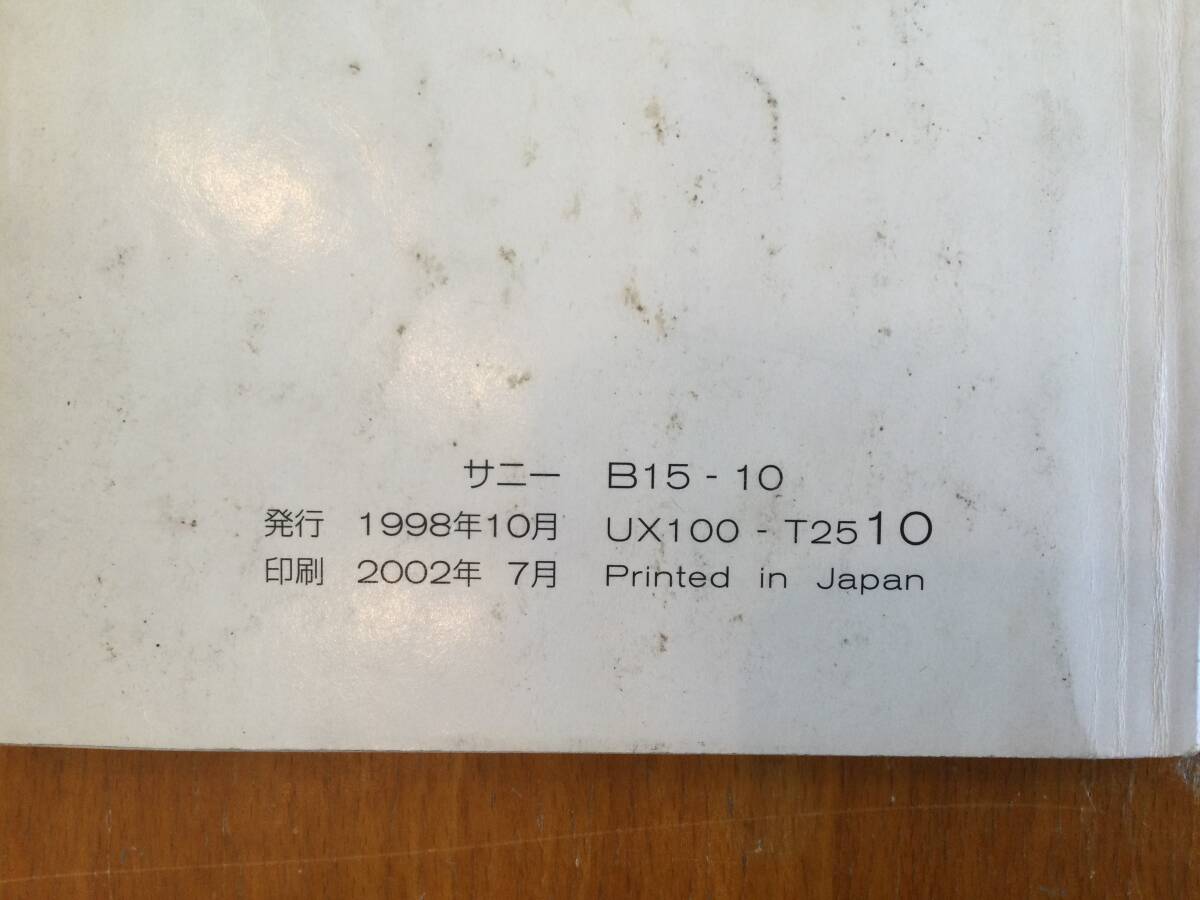 サニー B15 - 10
発行 1998年10月 UX100 - T2510
印刷 2002年 7月 Printed in Japan